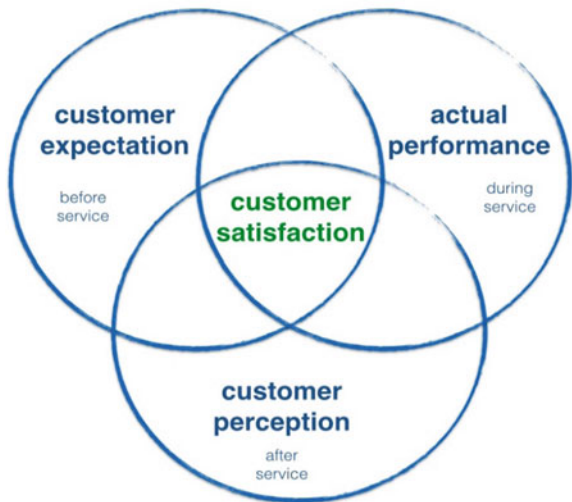 customer
expectation
before
service
actual
performance
during
service
customer
satisfaction
customer
perception
after
service